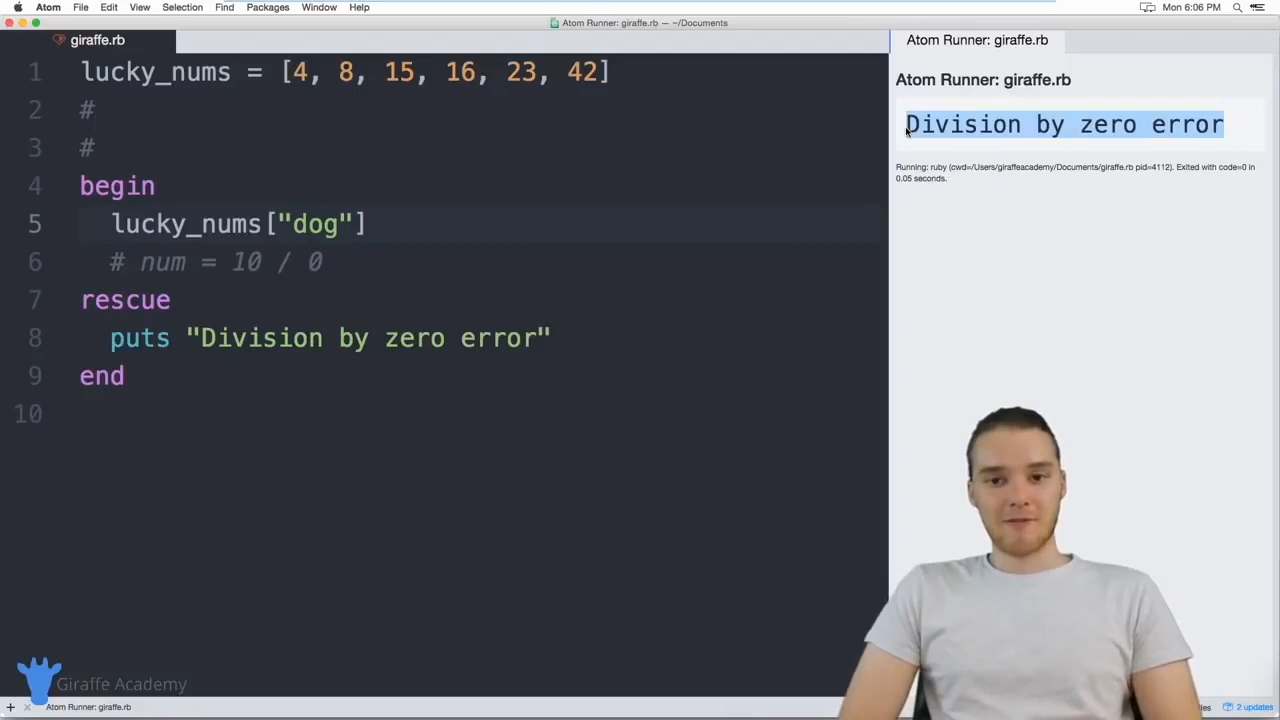 Atom File Edit View Selection Find Packages Window Help
Mon 6:06 PM
Atom Runner: giraffe.rb — ~/Documents
giraffe.rb
Atom Runner: giraffe.rb
1 lucky_nums = [4, 8, 15, 16, 23, 42]
2 #
3 #
4 begin
5 lucky_nums["dog"]
6 # num = 10 / 0
7 rescue
8 puts "Division by zero error"
9 end
10
Atom Runner: giraffe.rb
Division by zero error
Running: ruby (cwd=/Users/giraffeacademy/Documents/giraffe.rb pid=4112). Exited with code=0 in
0.05 seconds.
Giraffe Academy
Atom Runner: giraffe.rb
2 updates